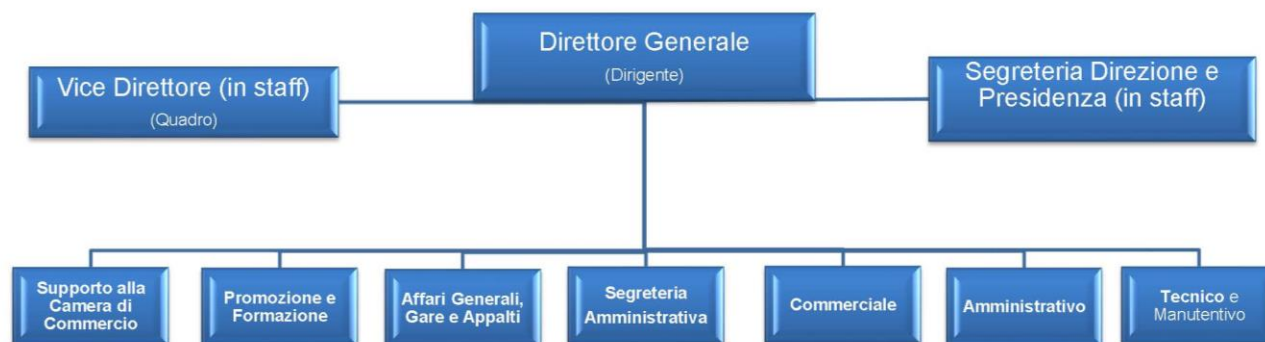 Direttore Generale
(Dirigente)
Vice Direttore (in staff)
(Quadro)
Segreteria Direzione e
Presidenza (in staff)
Supporto alla
Camera di
Commercio
Promozione e
Formazione
Affari Generali,
Gare e Appalti
Segreteria
Amministrativa
Commerciale
Amministrativo
Tecnico e
Manutentivo